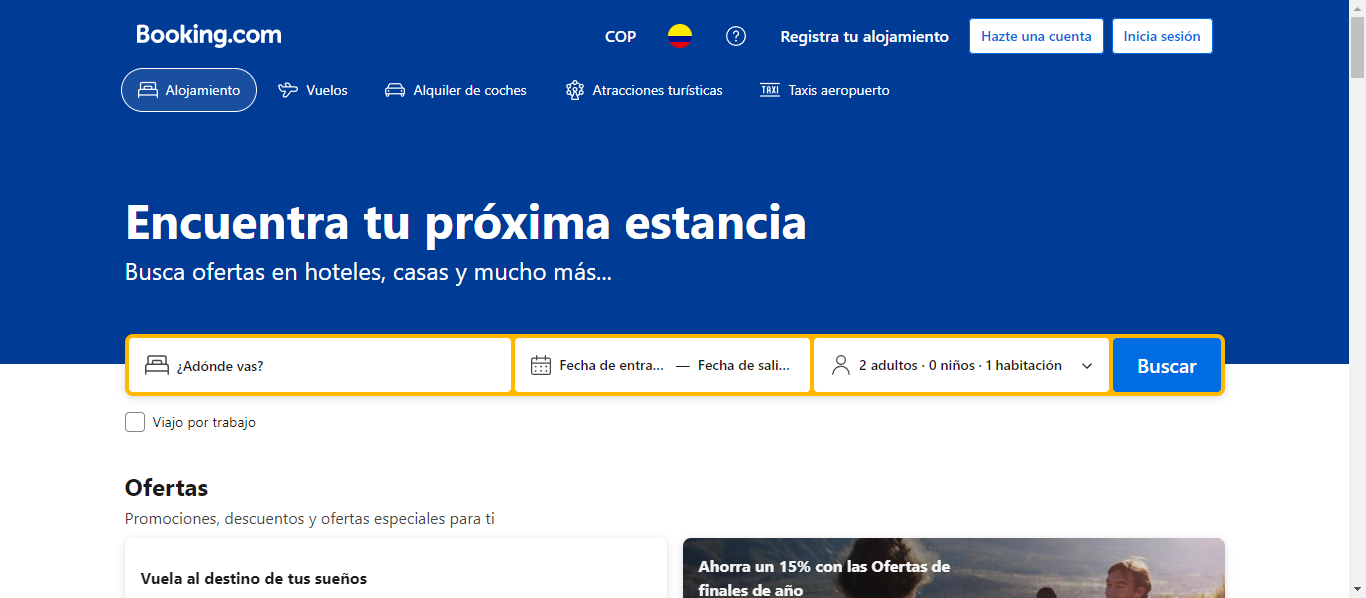 Booking.com
COP
Registra tu alojamiento
Hazte una cuenta
Inicia sesión
Alojamiento
Vuelos
Alquiler de coches
Atracciones turísticas
TAXI
Taxis aeropuerto
Encuentra tu próxima estancia
Busca ofertas en hoteles, casas y mucho más...
¿Adónde vas?
Fecha de entra... — Fecha de sali...
2 adultos · 0 niños · 1 habitación
Buscar
Viajo por trabajo
Ofertas
Promociones, descuentos y ofertas especiales para ti
Vuela al destino de tus sueños
Ahorra un 15% con las Ofertas de
finales de año